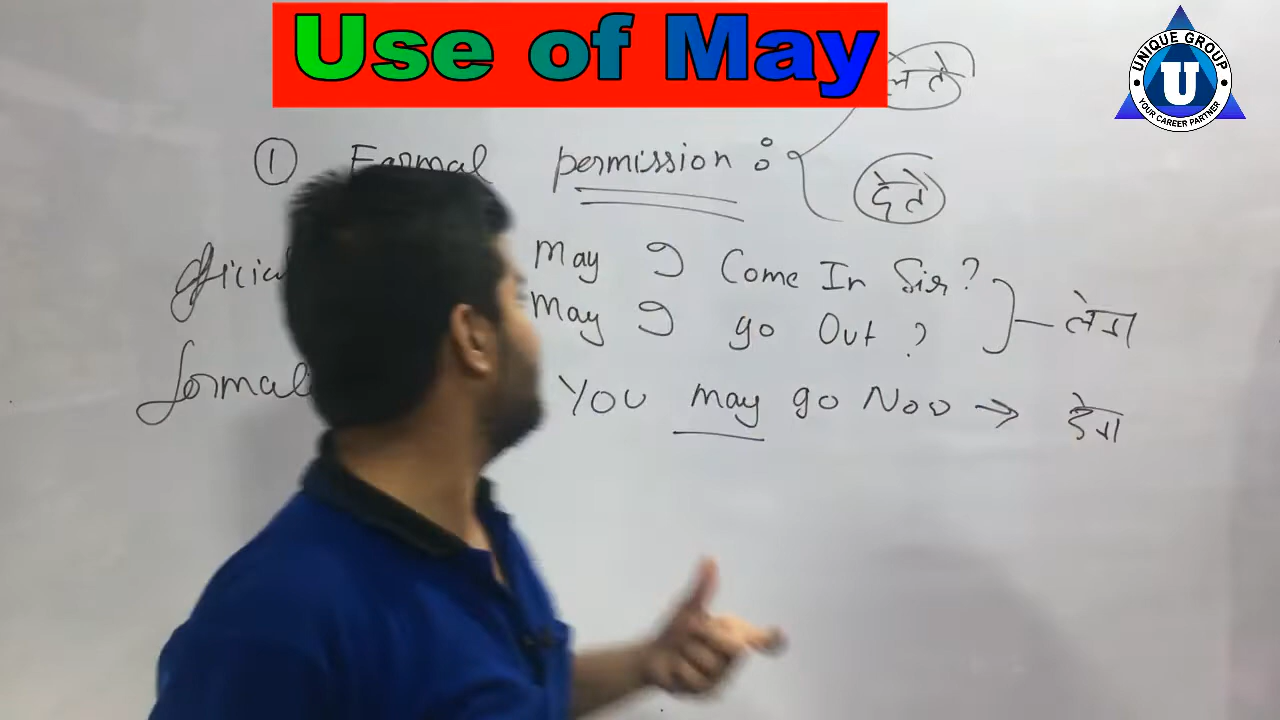 Use of May
UNIQUE GROUP
U
YOUR CAREER PARTNER
लेते
① Formal permission :
देते
May I Come In Sir?
May I go Out ?
लेना
You may go Now → देना